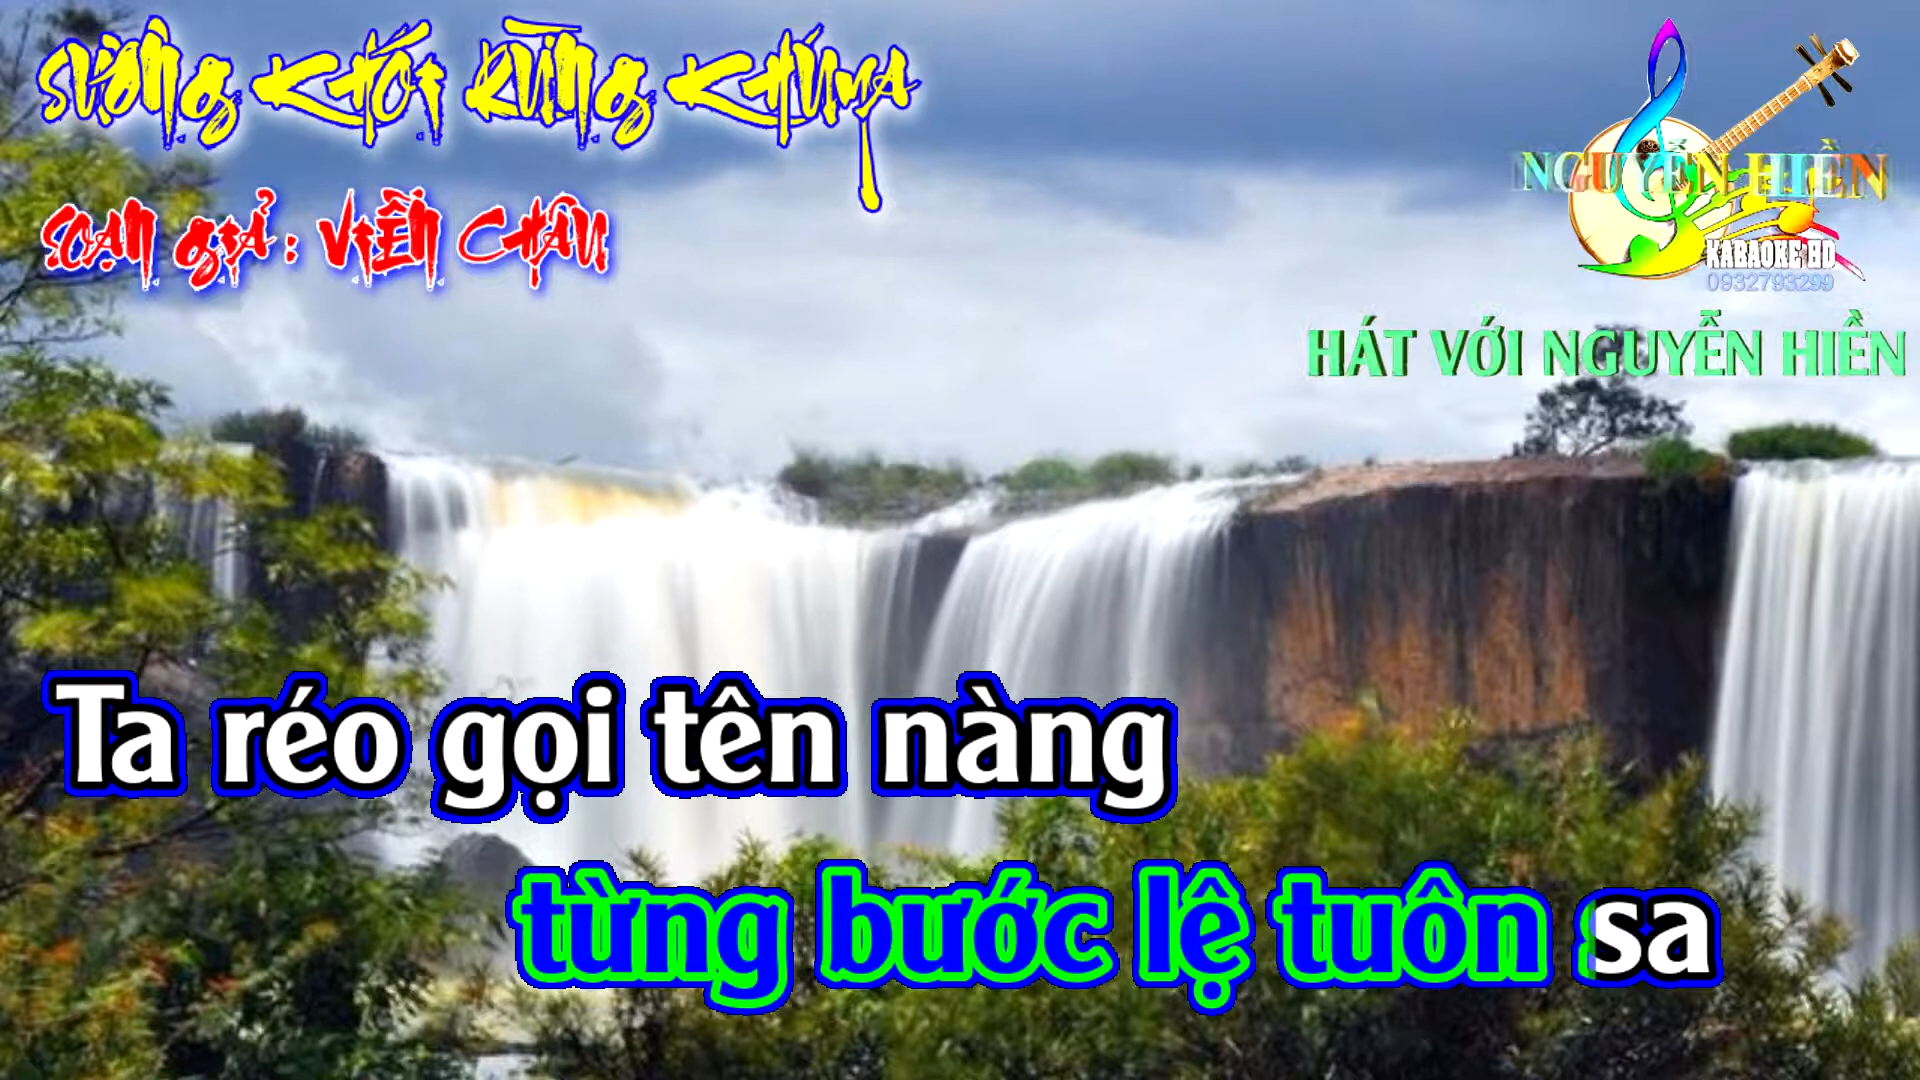 SƯƠNG KHÓI RỪNG KHUYA
SOẠN GIẢ : VIỄN CHÂU
NGUYỄN HIỀN
KARAOKE HD
0932793299
HÁT VỚI NGUYỄN HIỀN
Ta réo gọi tên nàng
từng bước lệ tuôn sa